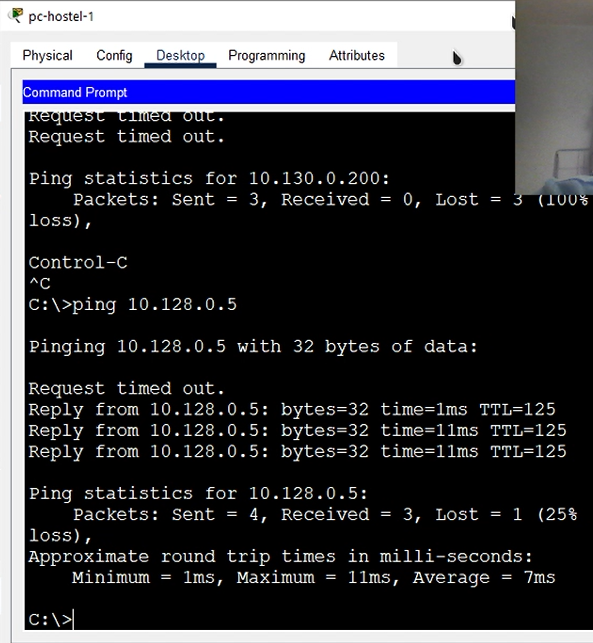 pc-hostel-1
Physical Config Desktop Programming Attributes
Command Prompt
Request timed out.
Request timed out.
Ping statistics for 10.130.0.200:
Packets: Sent = 3, Received = 0, Lost = 3 (100%
loss),
Control-C
^C
C:\>ping 10.128.0.5
Pinging 10.128.0.5 with 32 bytes of data:
Request timed out.
Reply from 10.128.0.5: bytes=32 time=1ms TTL=125
Reply from 10.128.0.5: bytes=32 time=11ms TTL=125
Reply from 10.128.0.5: bytes=32 time=11ms TTL=125
Ping statistics for 10.128.0.5:
Packets: Sent = 4, Received = 3, Lost = 1 (25%
loss),
Approximate round trip times in milli-seconds:
Minimum = 1ms, Maximum = 11ms, Average = 7ms
C:\>